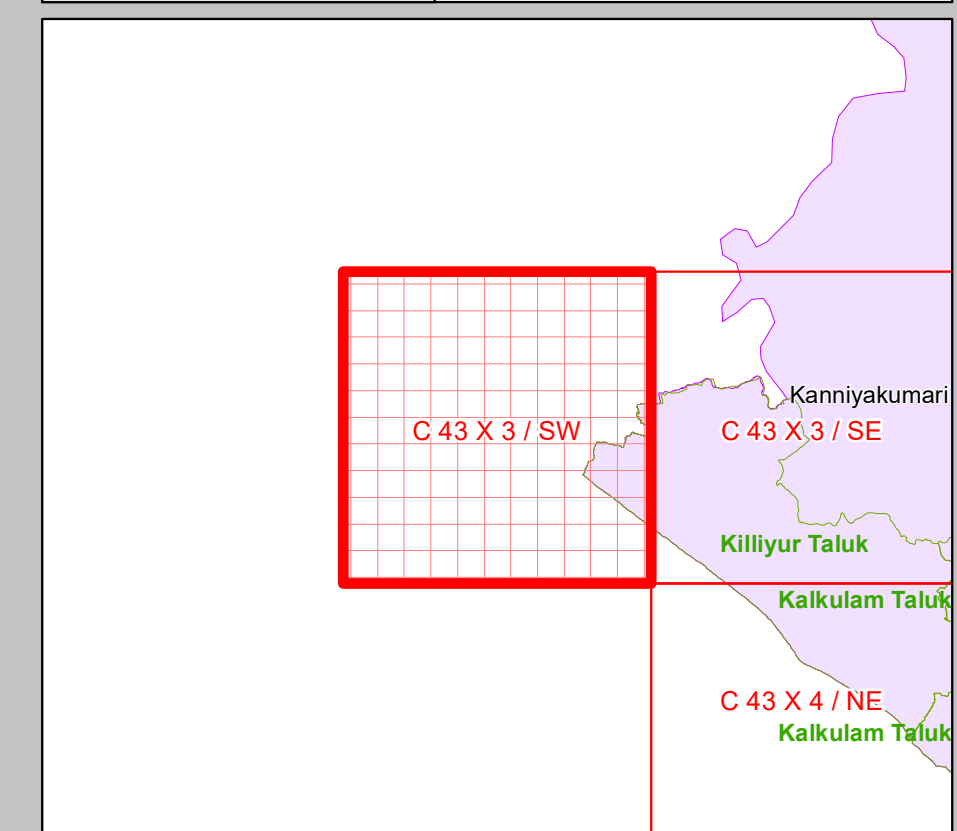 Kanniyakumari
C 43 X 3 / SW
C 43 X 3 / SE
Killiyur Taluk
Kalkulam Taluk
C 43 X 4 / NE
Kalkulam Taluk